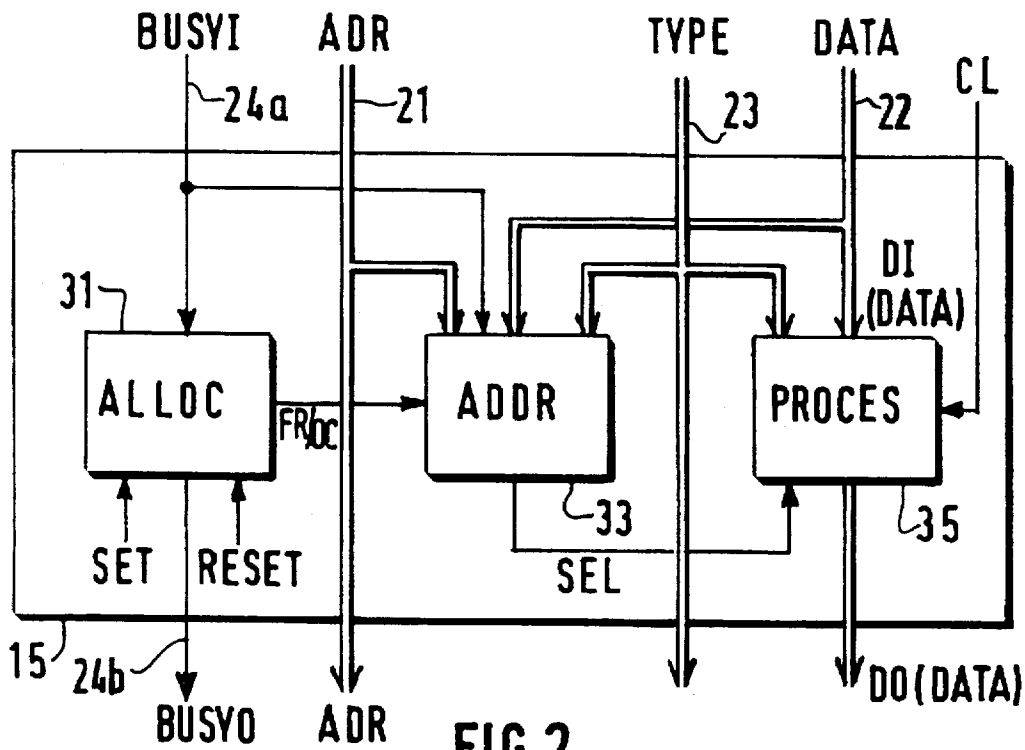 BUSYI ADR TYPE DATA
CL
24a 21 23 22
DI
(DATA)
31
ALLOC ADDR PROCES
FR/OC
33 35
SET RESET SEL
15 24b
DO (DATA)
BUSYO ADR
FIG. 2